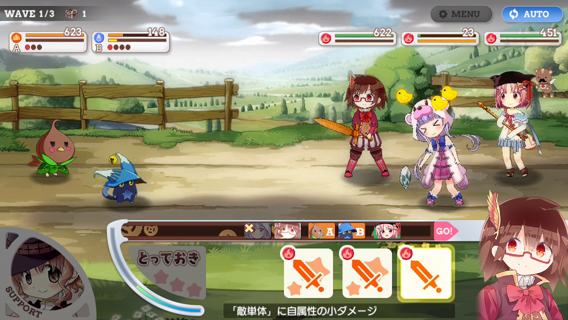 WAVE 1/3 1
MENU
AUTO
623
A
148
B
622
23
451
A B
GO!
とっておき
SUPPORT
「敵単体」に自属性の小ダメージ